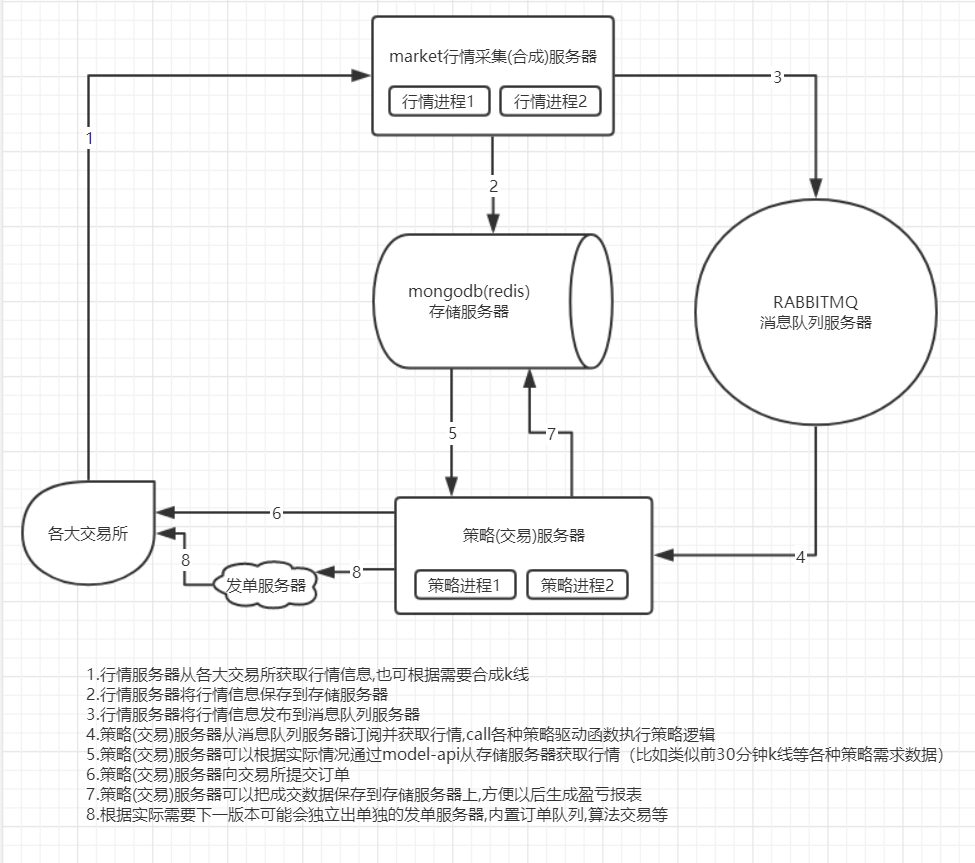 market行情采集(合成)服务器
行情进程1
行情进程2
3
1
2
mongodb(redis)
存储服务器
RABBITMQ
消息队列服务器
5
7
6
各大交易所
策略(交易)服务器
4
8
8
发单服务器
策略进程1
策略进程2
1.行情服务器从各大交易所获取行情信息,也可根据需要合成k线
2.行情服务器将行情信息保存到存储服务器
3.行情服务器将行情信息发布到消息队列服务器
4.策略(交易)服务器从消息队列服务器订阅并获取行情,call各种策略驱动函数执行策略逻辑
5.策略(交易)服务器可以根据实际情况通过model-api从存储服务器获取行情（比如类似前30分钟k线等各种策略需求数据）
6.策略(交易)服务器向交易所提交订单
7.策略(交易)服务器可以把成交数据保存到存储服务器上,方便以后生成盈亏报表
8.根据实际需要下一版本可能会独立出单独的发单服务器,内置订单队列,算法交易等